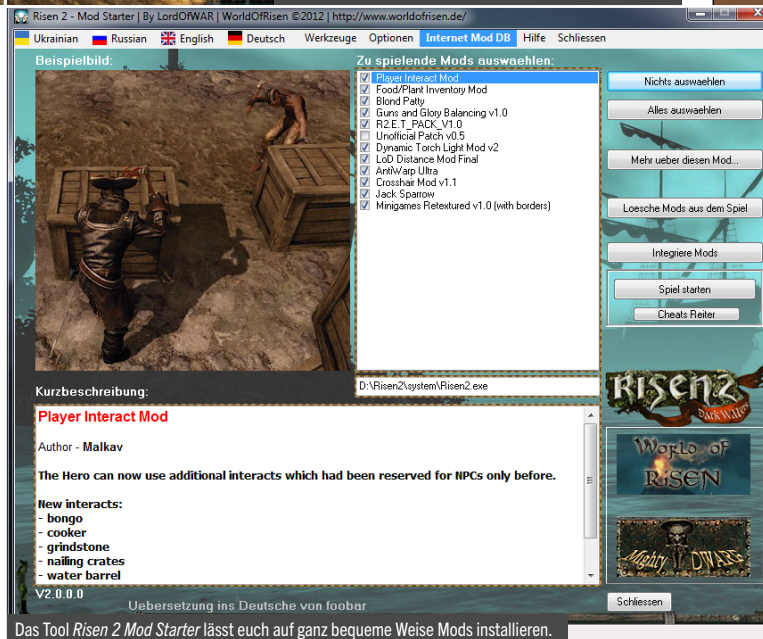 Risen 2 - Mod Starter | By LordOfWAR | WorldOfRisen ©2012 | http://www.worldofrisen.de/
Ukrainian Russian English Deutsch Werkzeuge Optionen Internet Mod DB Hilfe Schliessen
Beispielbild:
Zu spielende Mods auswaehlen:
Player Interact Mod
Food/Plant Inventory Mod
Blond Patty
Guns and Glory Balancing v1.0
R2.E.T_PACK_V1.0
Unofficial Patch v0.5
Dynamic Torch Light Mod v2
LoD Distance Mod Final
AntiWarp Ultra
Crosshair Mod v1.1
Jack Sparrow
Minigames Retextured v1.0 (with borders)
Nichts auswaehlen
Alles auswaehlen
Mehr ueber diesen Mod...
Loesche Mods aus dem Spiel
Integriere Mods
Spiel starten
Cheats Reiter
D:\Risen2\system\Risen2.exe
Kurzbeschreibung:
Player Interact Mod
Author - Malkav
The Hero can now use additional interacts which had been reserved for NPCs only before.
New interacts:
- bongo
- cooker
- grindstone
- nailing crates
- water barrel
RISEN2
DARK WATERS
WORLD OF
RISEN
Mighty DWARF
V2.0.0.0
Uebersetzung ins Deutsche von foobar
Schliessen
Das Tool Risen 2 Mod Starter lässt euch auf ganz bequeme Weise Mods installieren.